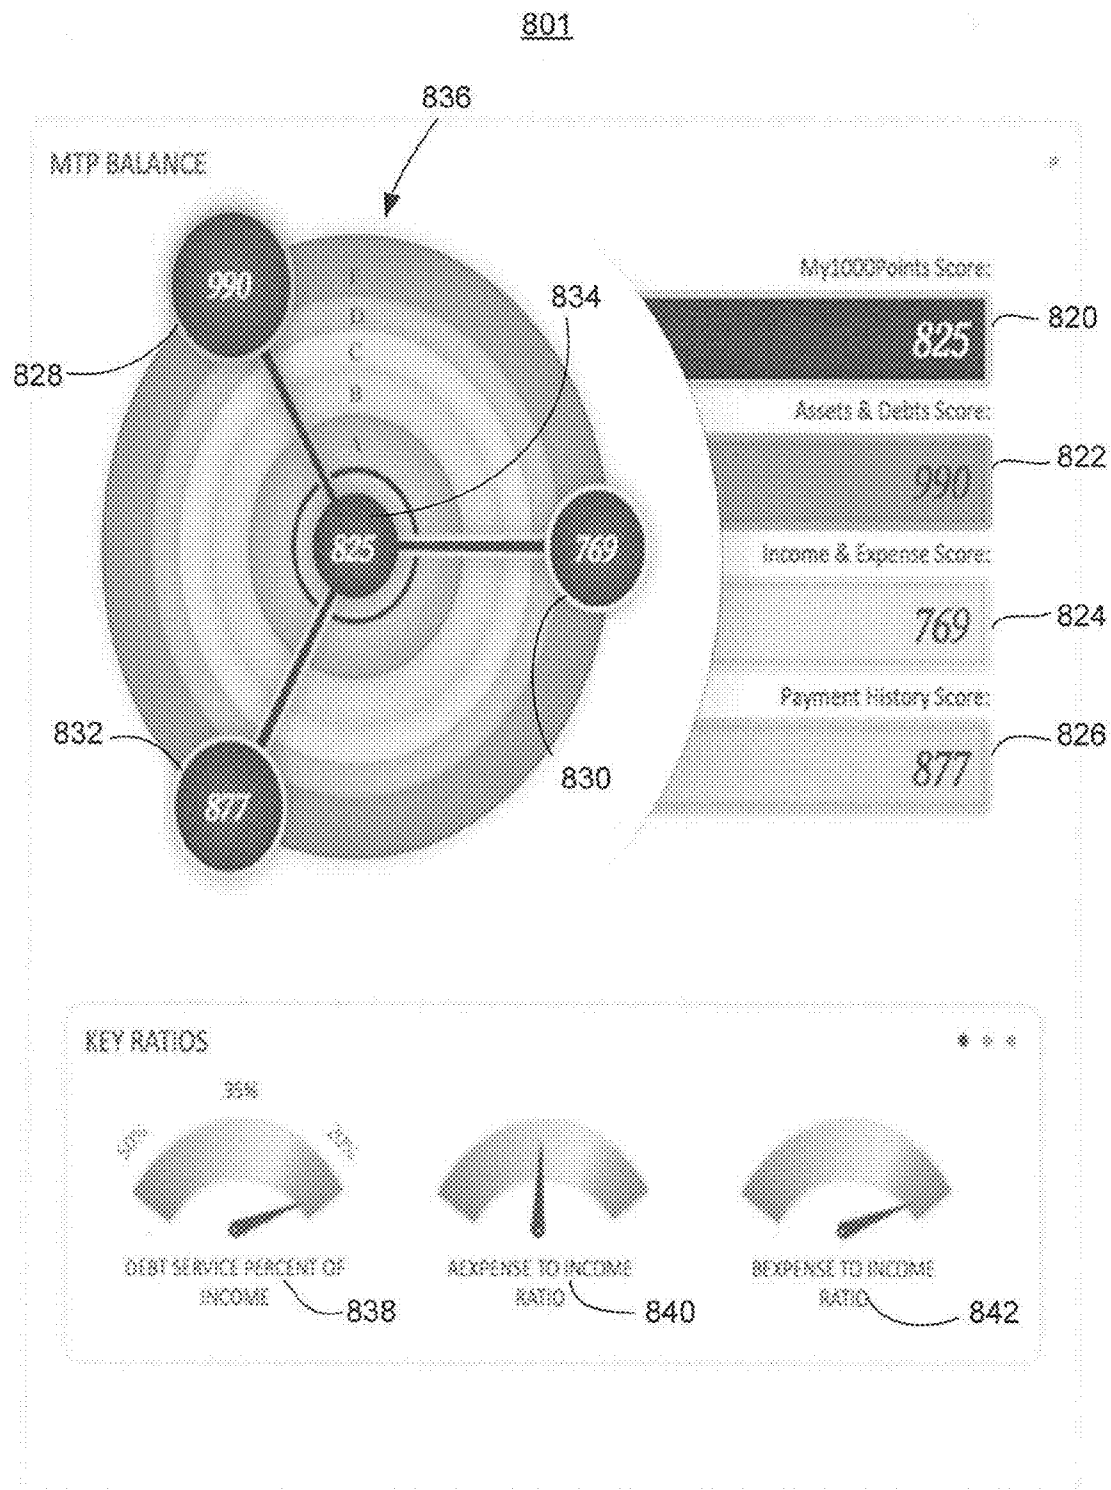 801
836
MTP BALANCE
990
828
D
C
B
A
834
825
769
832
877
830
My1000Points Score:
825
820
Assets & Debts Score:
990
822
Income & Expense Score:
769
824
Payment History Score:
877
826
KEY RATIOS
35%
50%
DEBT SERVICE PERCENT OF
INCOME
838
AEXPENSE TO INCOME
RATIO
840
BEXPENSE TO INCOME
RATIO
842